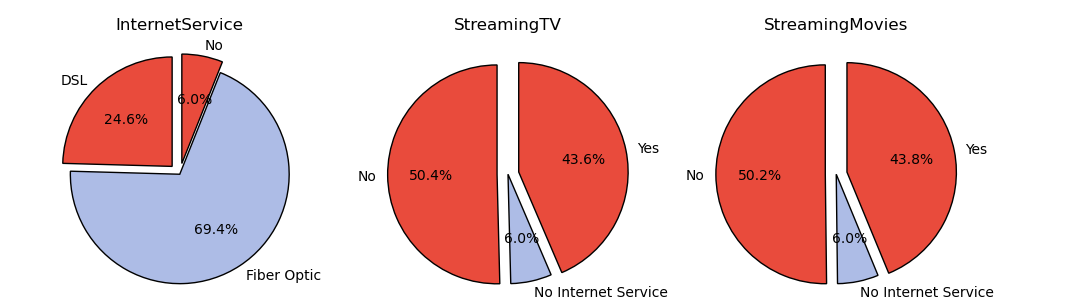 InternetService
No
DSL
6.0%
24.6%
69.4%
Fiber Optic
StreamingTV
Yes
43.6%
No
50.4%
6.0%
No Internet Service
StreamingMovies
Yes
43.8%
No
50.2%
6.0%
No Internet Service